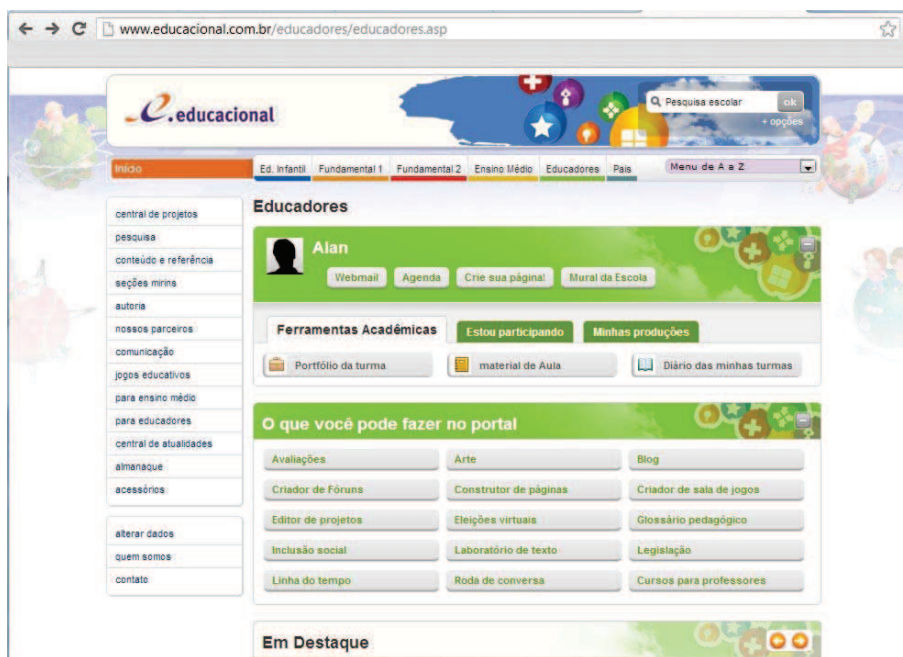 www.educacional.com.br/educadores/educadores.asp
e.educacional
Pesquisa escolar ok
+ opções
Início Ed. Infantil Fundamental 1 Fundamental 2 Ensino Médio Educadores Pais Menu de A a Z
central de projetos
pesquisa
conteúdo e referência
seções mirins
autoria
nossos parceiros
comunicação
jogos educativos
para ensino médio
para educadores
central de atualidades
almanaque
acessórios
alterar dados
quem somos
contato
Educadores
Alan
Webmail Agenda Crie sua página! Mural da Escola
Ferramentas Acadêmicas Estou participando Minhas produções
Portfólio da turma material de Aula Diário das minhas turmas
O que você pode fazer no portal
Avaliações Arte Blog
Criador de Fóruns Construtor de páginas Criador de sala de jogos
Editor de projetos Eleições virtuais Glossário pedagógico
Inclusão social Laboratório de texto Legislação
Linha do tempo Roda de conversa Cursos para professores
Em Destaque